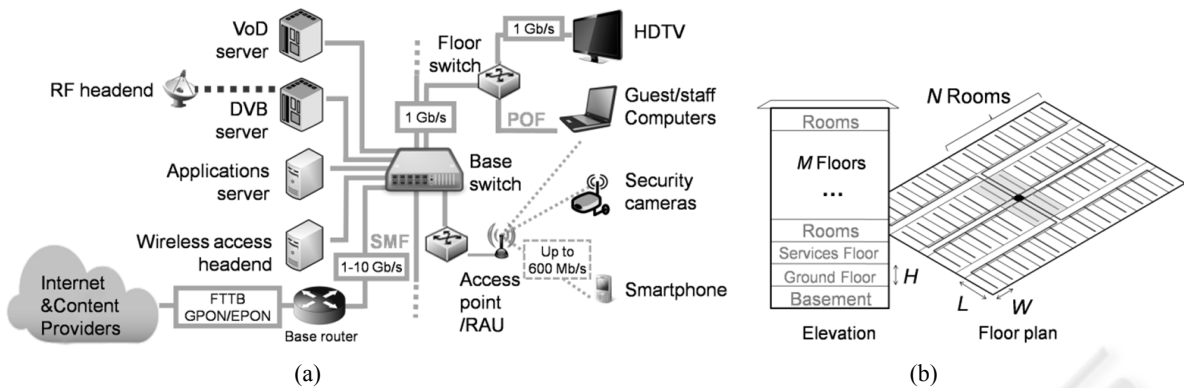 VoD
server
RF headend
DVB
server
Applications
server
Wireless access
headend
Internet
&Content
Providers
FTTB
GPON/EPON
Base router
1-10 Gb/s
SMF
1 Gb/s
Base
switch
Floor
switch
1 Gb/s
HDTV
POF
Guest/staff
Computers
Security
cameras
Access
point
/RAU
Up to
600 Mb/s
Smartphone
(a)
Rooms
M Floors
...
Rooms
Services Floor
Ground Floor
Basement
H
Elevation
N Rooms
L
W
Floor plan
(b)